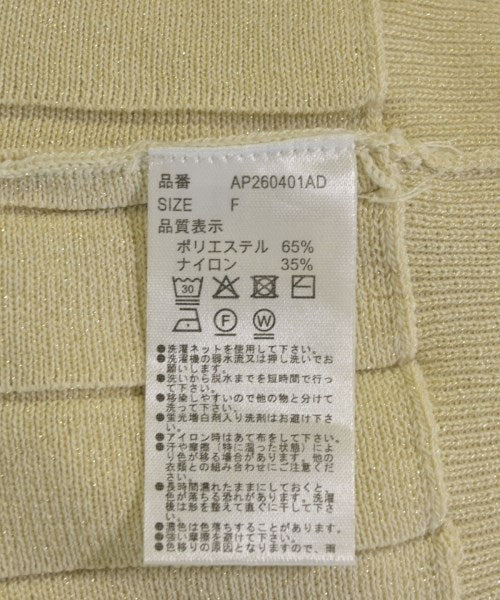 品番 AP260401AD
SIZE F
品質表示
ポリエステル 65%
ナイロン 35%
30
F W
●洗濯ネットを使用して下さい。
●洗濯機の弱水流又は押し洗いでお
願いします。
●洗いから脱水までを短時間で行っ
て下さい。
●移染しやすいので他の物と分けて
洗って下さい。
●蛍光増白剤入り洗剤はお避け下さ
い。
●アイロン時はあて布をして下さい。
●汗や摩擦（特に湿った状態）によ
り色が移る場合があります。他の
衣類との組み合わせにご注意くだ
さい。
●長時間濡れたままにしておくと、
色が落ちる恐れがあります。洗濯
後は形を整えて直ぐに干して下さ
い。
●濃色は色落ちすることがあります。
●強い摩擦を避けて下さい。
●色移りの原因となりますので、雨